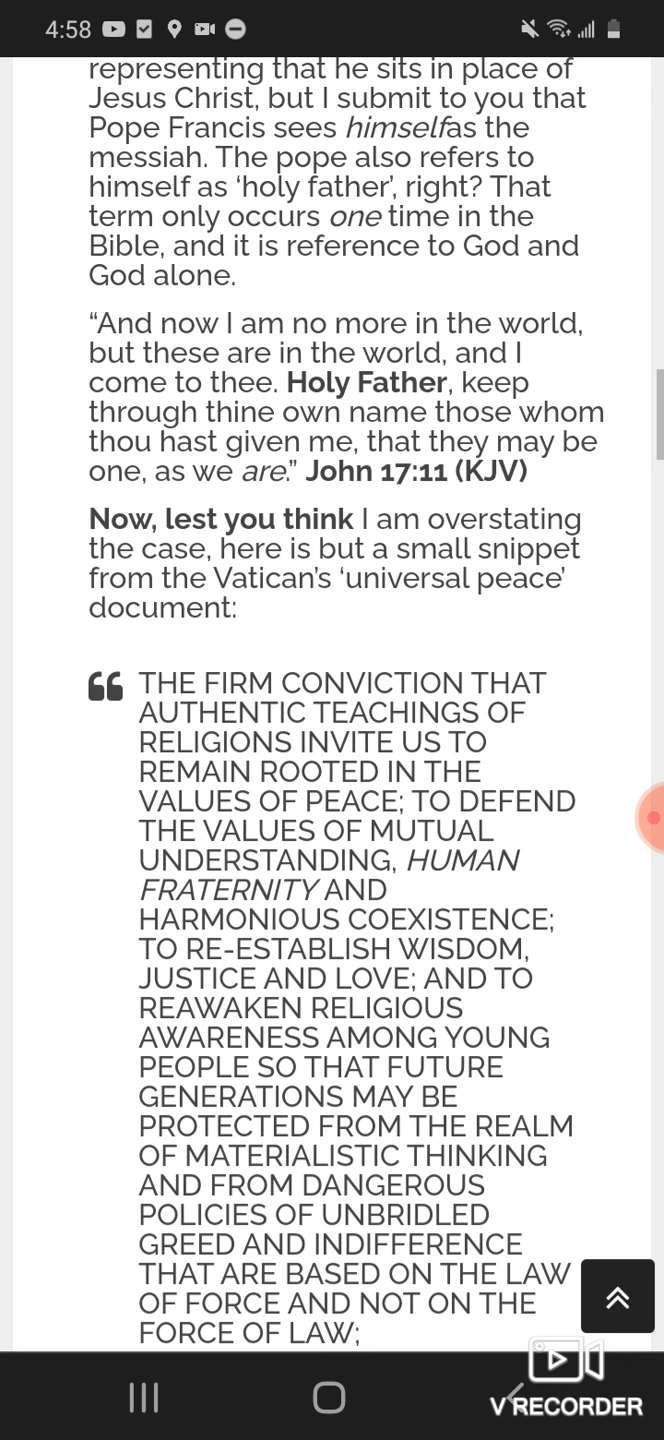 4:58
representing that he sits in place of
Jesus Christ, but I submit to you that
Pope Francis sees himselfas the
messiah. The pope also refers to
himself as ‘holy father’, right? That
term only occurs one time in the
Bible, and it is reference to God and
God alone.
“And now I am no more in the world,
but these are in the world, and I
come to thee. Holy Father, keep
through thine own name those whom
thou hast given me, that they may be
one, as we are.” John 17:11 (KJV)
Now, lest you think I am overstating
the case, here is but a small snippet
from the Vatican’s ‘universal peace’
document:
“ THE FIRM CONVICTION THAT
AUTHENTIC TEACHINGS OF
RELIGIONS INVITE US TO
REMAIN ROOTED IN THE
VALUES OF PEACE; TO DEFEND
THE VALUES OF MUTUAL
UNDERSTANDING, HUMAN
FRATERNITY AND
HARMONIOUS COEXISTENCE;
TO RE-ESTABLISH WISDOM,
JUSTICE AND LOVE; AND TO
REAWAKEN RELIGIOUS
AWARENESS AMONG YOUNG
PEOPLE SO THAT FUTURE
GENERATIONS MAY BE
PROTECTED FROM THE REALM
OF MATERIALISTIC THINKING
AND FROM DANGEROUS
POLICIES OF UNBRIDLED
GREED AND INDIFFERENCE
THAT ARE BASED ON THE LAW
OF FORCE AND NOT ON THE
FORCE OF LAW;
V RECORDER